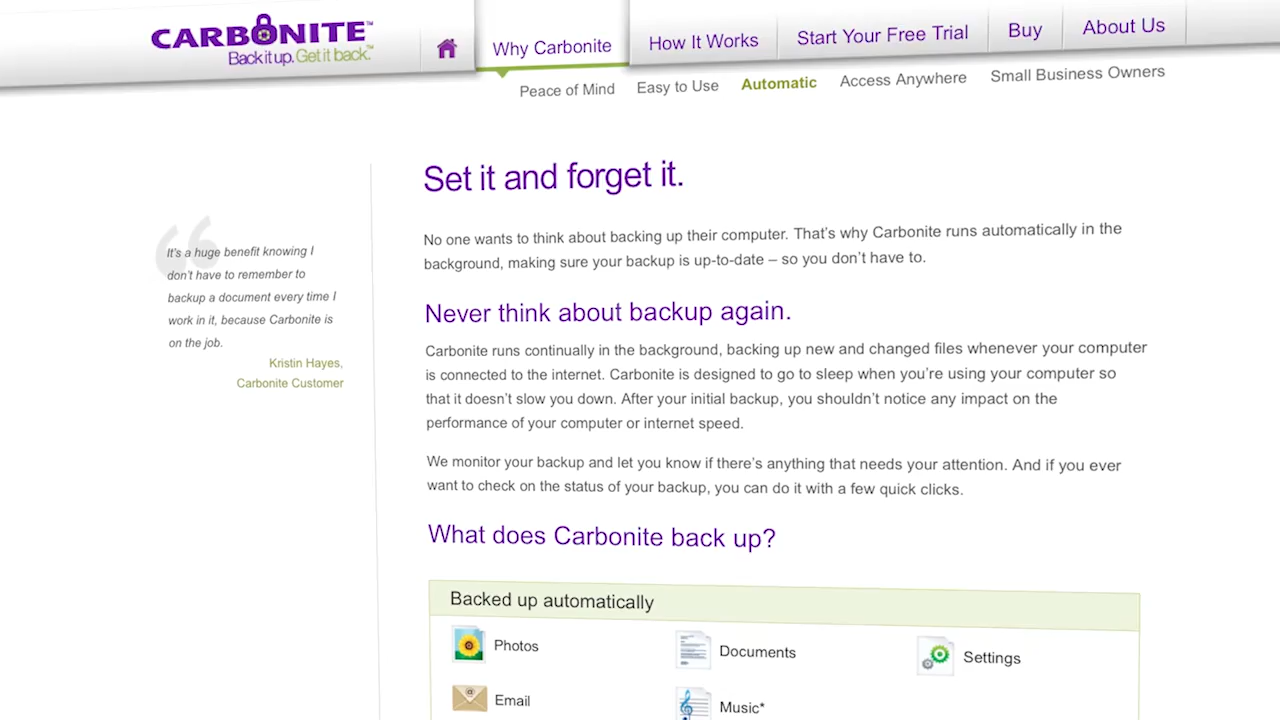 CARBONITE™
Back it up. Get it back.™
Why Carbonite
How It Works
Start Your Free Trial
Buy
About Us
Peace of Mind
Easy to Use
Automatic
Access Anywhere
Small Business Owners
“
It's a huge benefit knowing I
don't have to remember to
backup a document every time I
work in it, because Carbonite is
on the job.
Kristin Hayes,
Carbonite Customer
Set it and forget it.
No one wants to think about backing up their computer. That's why Carbonite runs automatically in the
background, making sure your backup is up-to-date – so you don't have to.
Never think about backup again.
Carbonite runs continually in the background, backing up new and changed files whenever your computer
is connected to the internet. Carbonite is designed to go to sleep when you're using your computer so
that it doesn't slow you down. After your initial backup, you shouldn't notice any impact on the
performance of your computer or internet speed.
We monitor your backup and let you know if there's anything that needs your attention. And if you ever
want to check on the status of your backup, you can do it with a few quick clicks.
What does Carbonite back up?
Backed up automatically
Photos
Documents
Settings
Email
Music*